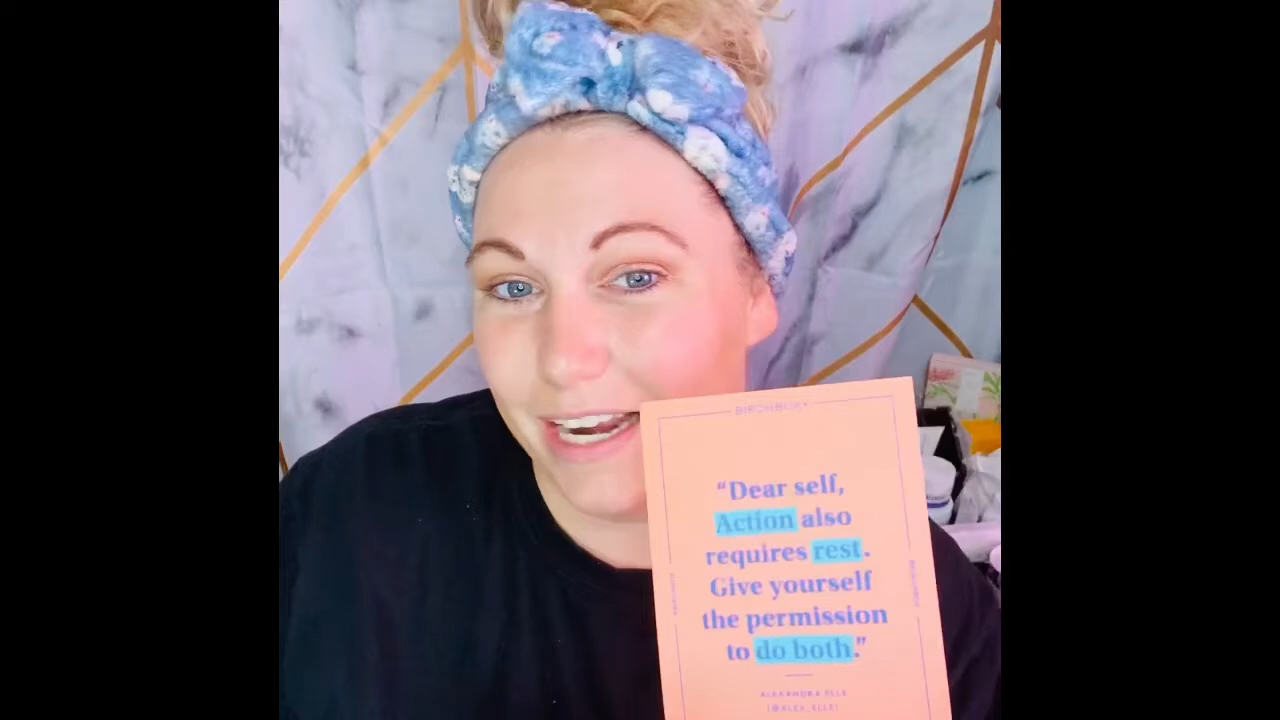 BIRCHBOX
“Dear self,
Action also
requires rest.
Give yourself
the permission
to do both.”
ALEXANDRA ELLE
(@ALEX_ELLE)